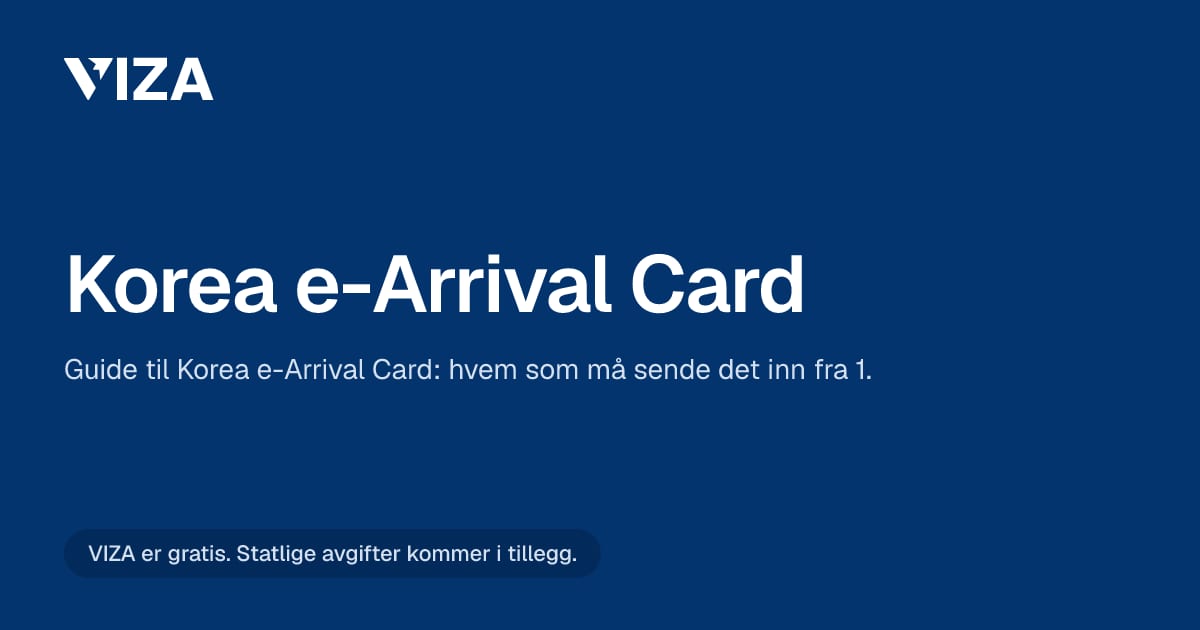 VIZA
Korea e-Arrival Card
Guide til Korea e-Arrival Card: hvem som må sende det inn fra 1.
VIZA er gratis. Statlige avgifter kommer i tillegg.